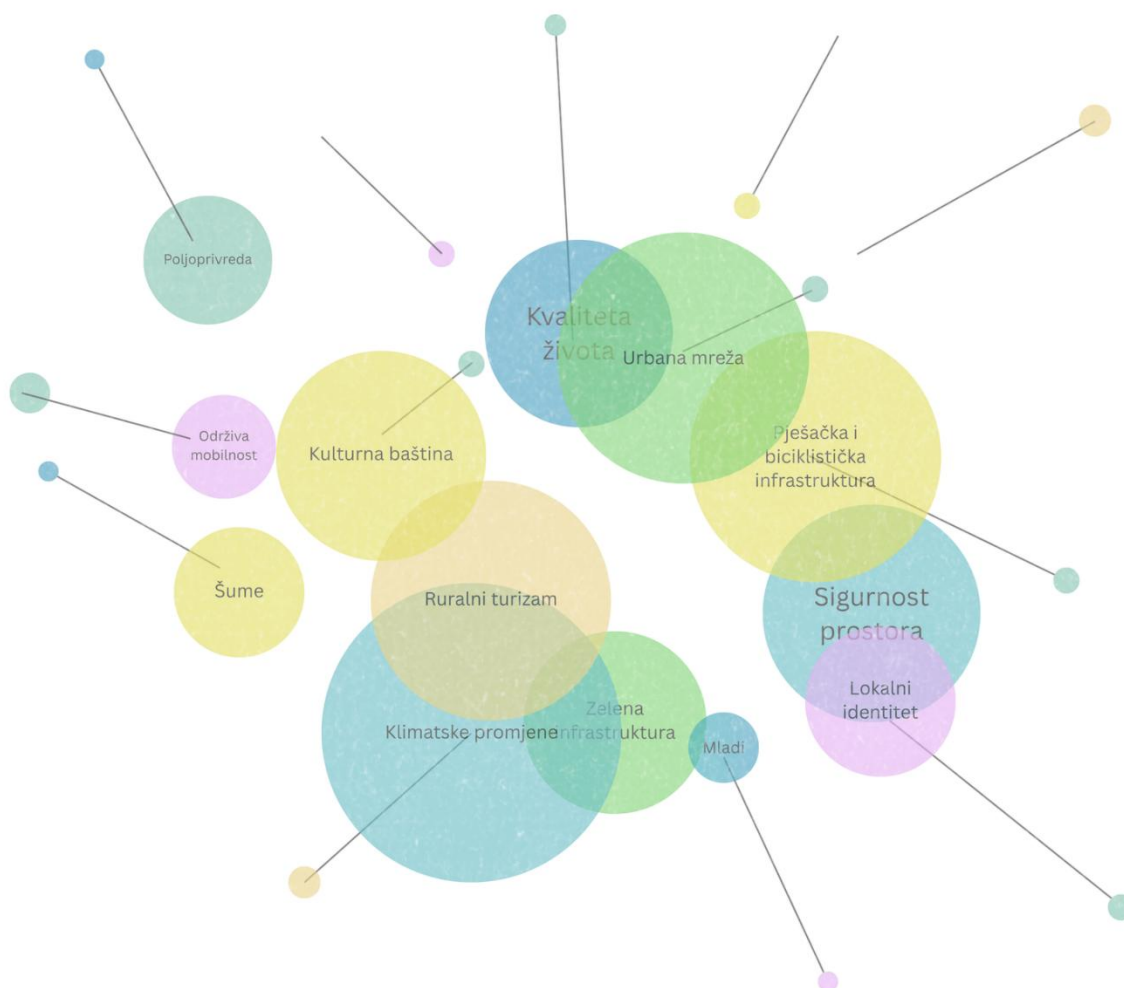 Poljoprivreda
Kvaliteta
života
Urbana mreža
Održiva
mobilnost
Kulturna baština
Pješačka i
biciklistička
infrastruktura
Šume
Ruralni turizam
Sigurnost
prostora
Lokalni
identitet
Klimatske promjene
Zelena
infrastruktura
Mladi